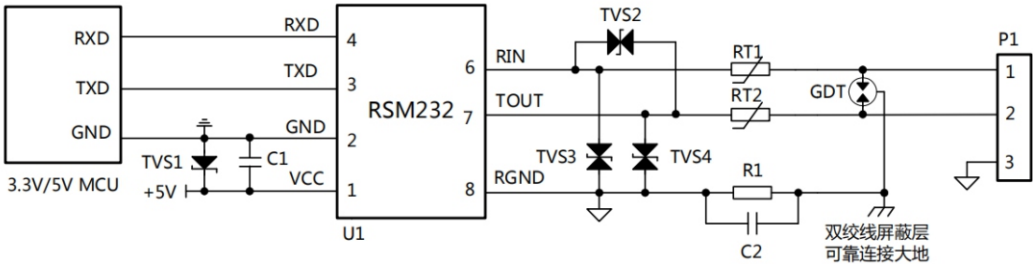 RXD
TXD
GND
3.3V/5V MCU
RXD
TXD
GND
VCC
TVS1
C1
+5V
4
3
2
1
RSM232
U1
6
7
8
RIN
TOUT
RGND
TVS2
TVS3
TVS4
RT1
RT2
GDT
R1
C2
双绞线屏蔽层
可靠连接大地
P1
1
2
3